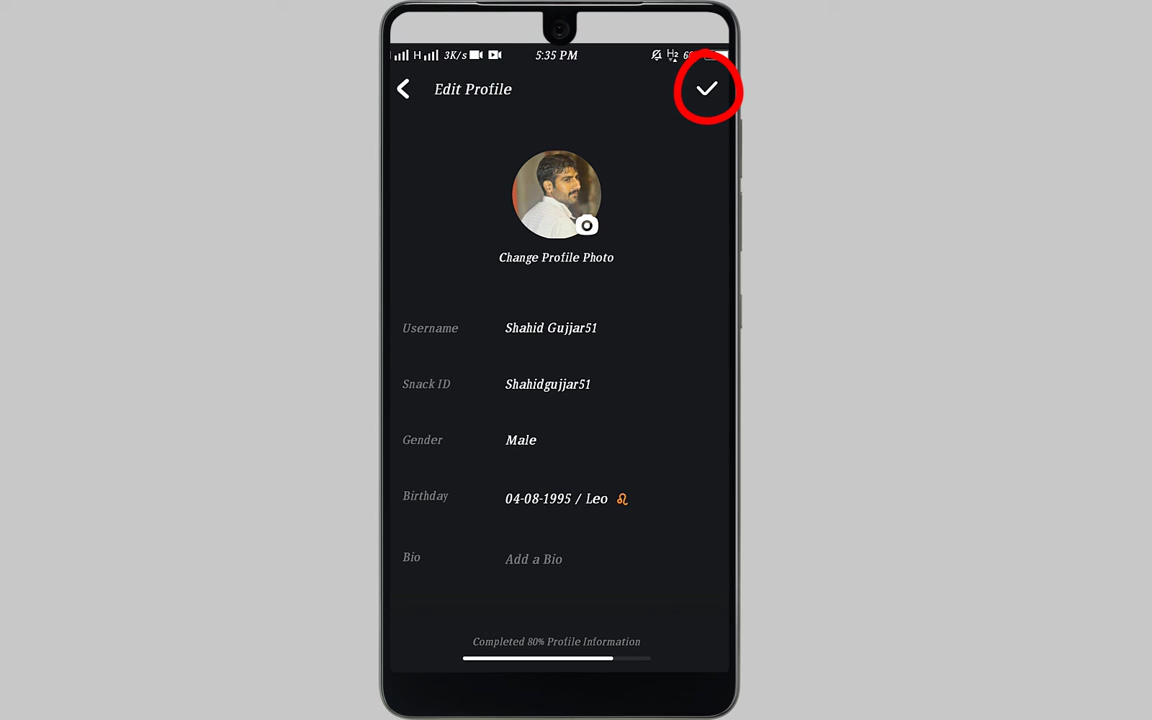 H 3K/s 5:35 PM H2
Edit Profile
Change Profile Photo
Username Shahid Gujjar51
Snack ID Shahidgujjar51
Gender Male
Birthday 04-08-1995 / Leo ♌
Bio Add a Bio
Completed 80% Profile Information